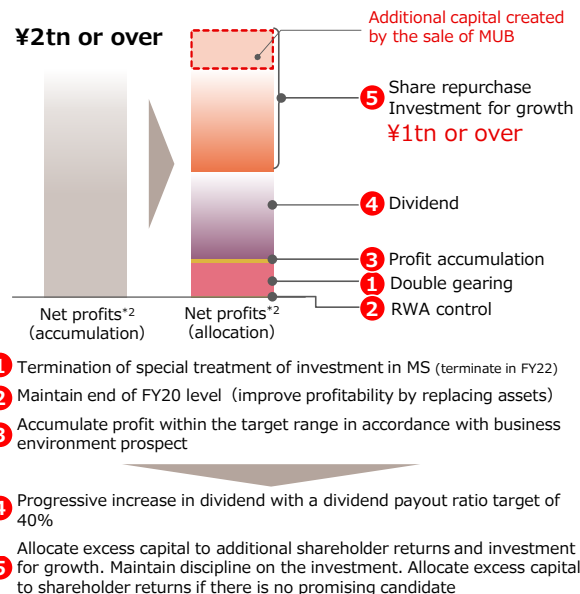 ¥2tn or over
Additional capital created
by the sale of MUB
5 Share repurchase
Investment for growth
¥1tn or over
4 Dividend
3 Profit accumulation
1 Double gearing
2 RWA control
Net profits*2
（accumulation）
Net profits*2
（allocation）
1 Termination of special treatment of investment in MS (terminate in FY22)
2 Maintain end of FY20 level（improve profitability by replacing assets）
3 Accumulate profit within the target range in accordance with business
environment prospect
4 Progressive increase in dividend with a dividend payout ratio target of
40%
5 Allocate excess capital to additional shareholder returns and investment
for growth. Maintain discipline on the investment. Allocate excess capital
to shareholder returns if there is no promising candidate